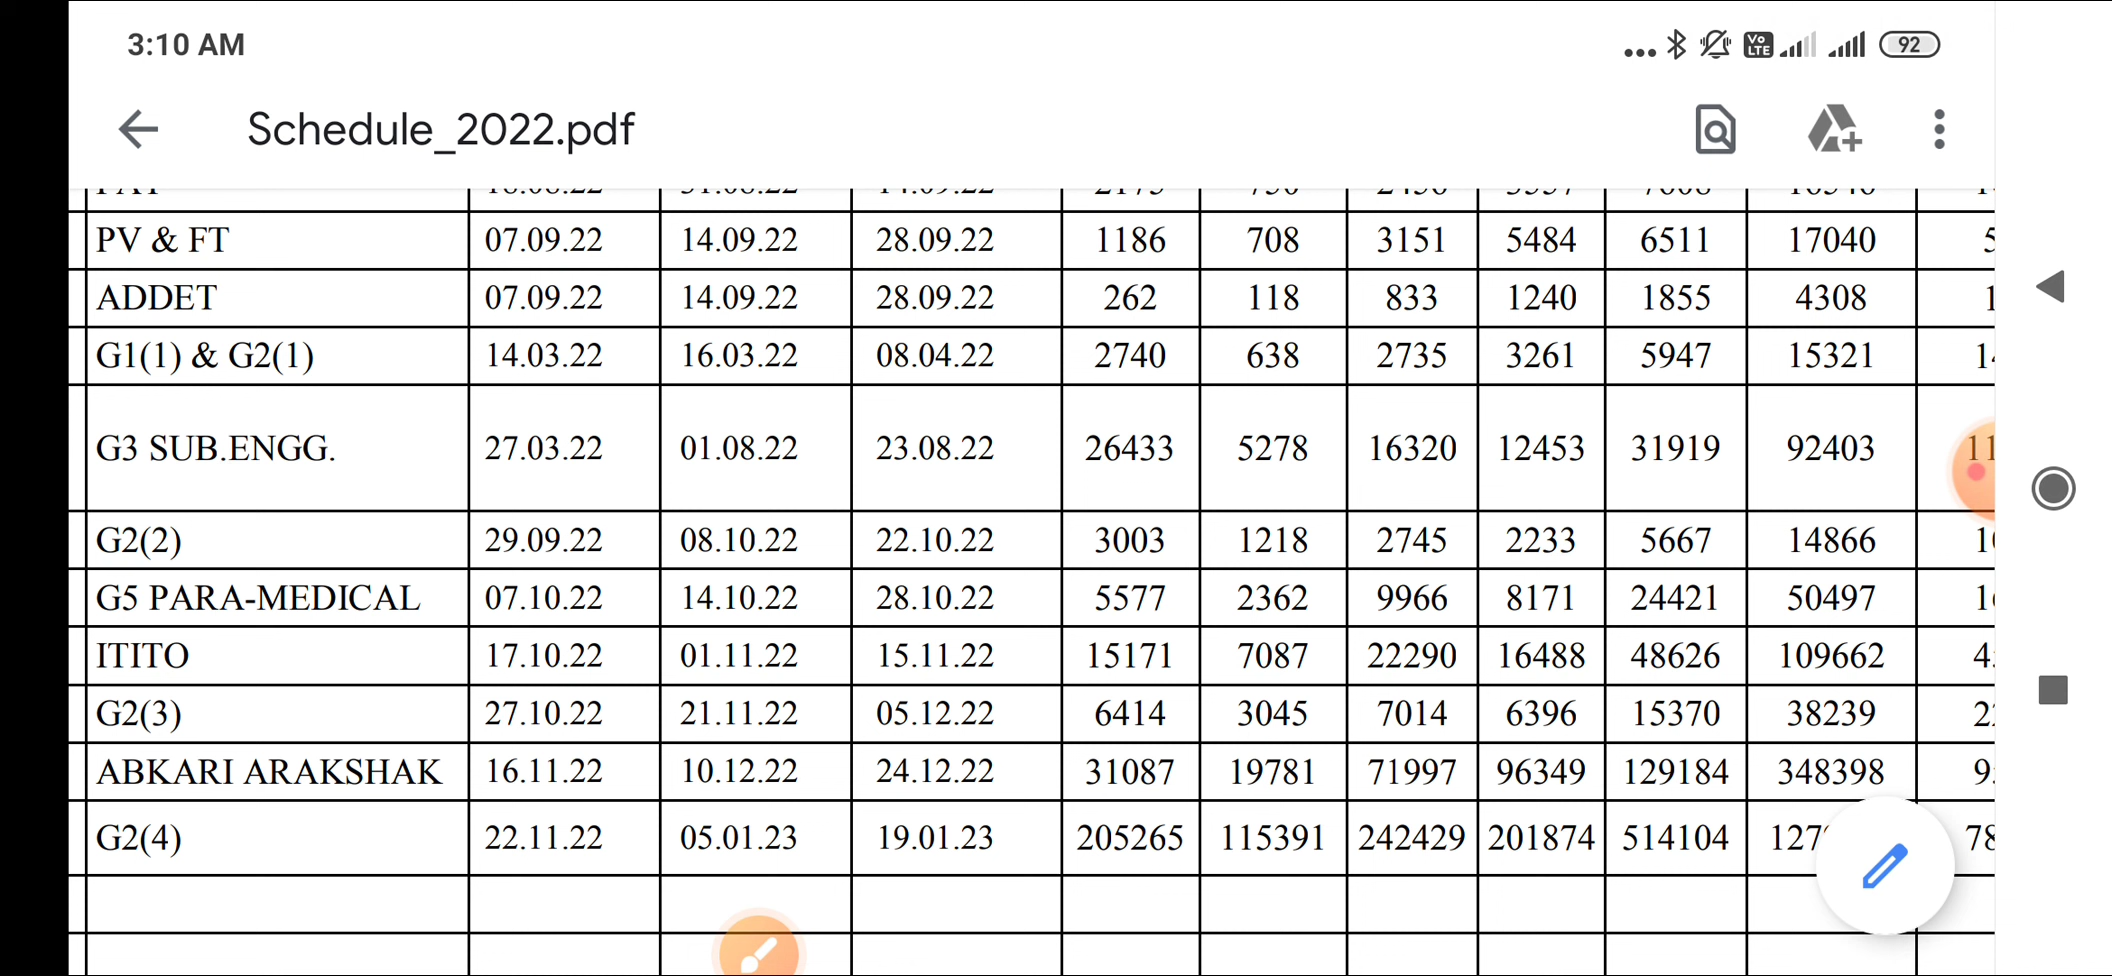 3:10 AM
Vo LTE 92
Schedule_2022.pdf
PV & FT 07.09.22 14.09.22 28.09.22 1186 708 3151 5484 6511 17040
ADDET 07.09.22 14.09.22 28.09.22 262 118 833 1240 1855 4308
G1(1) & G2(1) 14.03.22 16.03.22 08.04.22 2740 638 2735 3261 5947 15321
G3 SUB.ENGG. 27.03.22 01.08.22 23.08.22 26433 5278 16320 12453 31919 92403
G2(2) 29.09.22 08.10.22 22.10.22 3003 1218 2745 2233 5667 14866
G5 PARA-MEDICAL 07.10.22 14.10.22 28.10.22 5577 2362 9966 8171 24421 50497
ITITO 17.10.22 01.11.22 15.11.22 15171 7087 22290 16488 48626 109662
G2(3) 27.10.22 21.11.22 05.12.22 6414 3045 7014 6396 15370 38239
ABKARI ARAKSHAK 16.11.22 10.12.22 24.12.22 31087 19781 71997 96349 129184 348398
G2(4) 22.11.22 05.01.23 19.01.23 205265 115391 242429 201874 514104